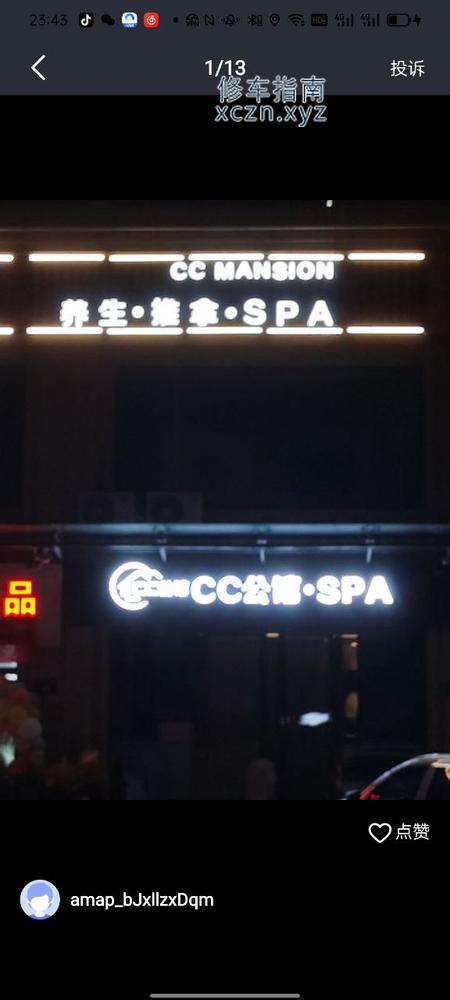 23:43
1/13
投诉
修车指南
xczn.xyz
CC MANSION
养生·推拿·SPA
品
CC公馆·SPA
点赞
amap_bJxllzxDqm